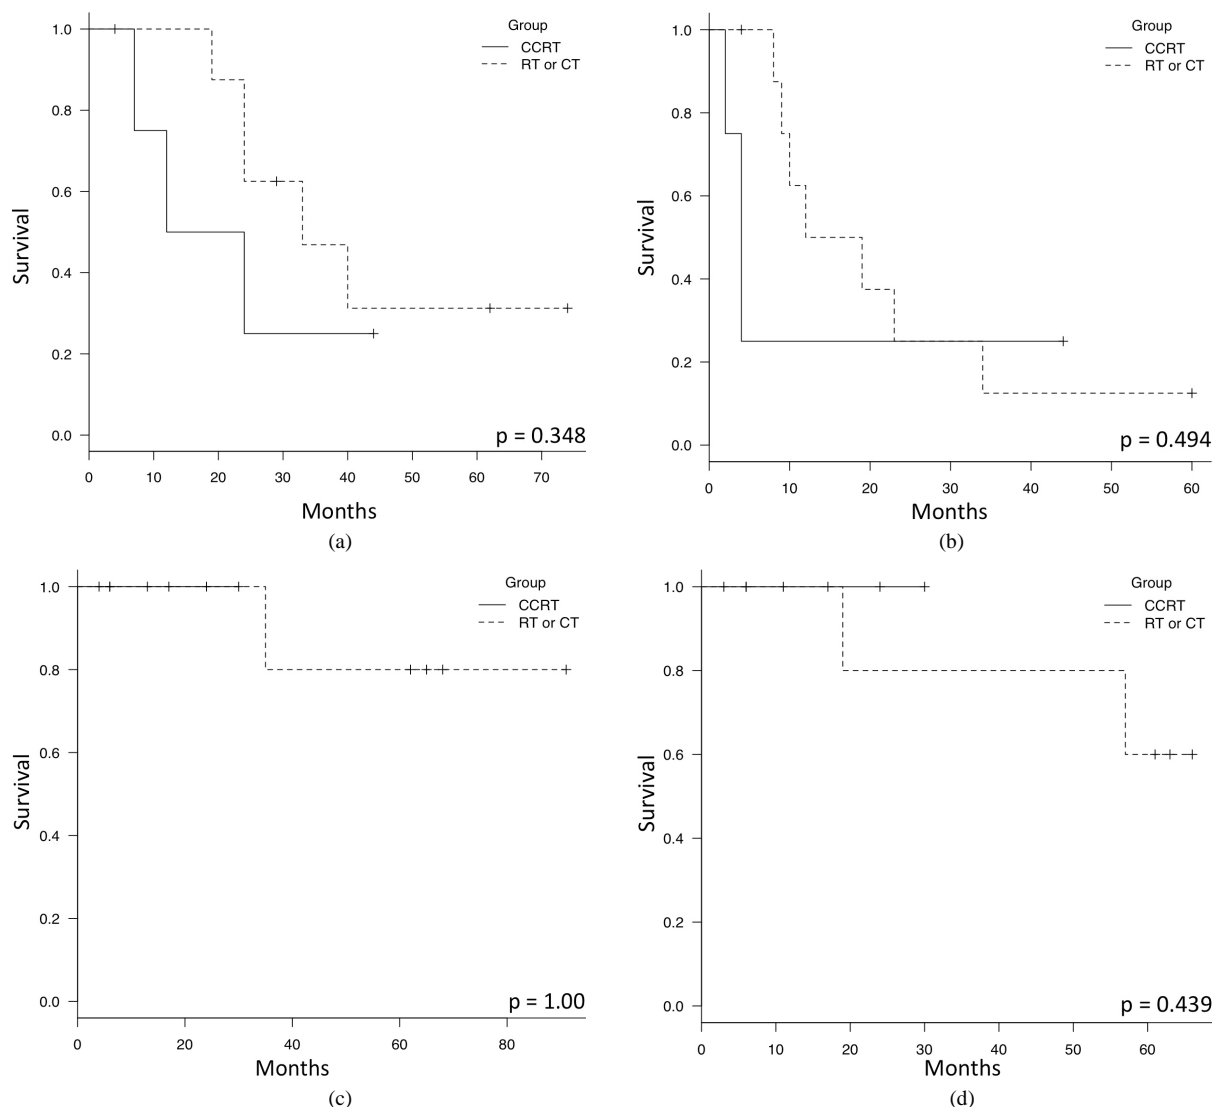 Group
CCRT
RT or CT
1.0
0.8
0.6
0.4
0.2
0.0
Survival
p = 0.348
0 10 20 30 40 50 60 70
Months
(a)
Group
CCRT
RT or CT
1.0
0.8
0.6
0.4
0.2
0.0
Survival
p = 0.494
0 10 20 30 40 50 60
Months
(b)
Group
CCRT
RT or CT
1.0
0.8
0.6
0.4
0.2
0.0
Survival
p = 1.00
0 20 40 60 80
Months
(c)
Group
CCRT
RT or CT
1.0
0.8
0.6
0.4
0.2
0.0
Survival
p = 0.439
0 10 20 30 40 50 60
Months
(d)